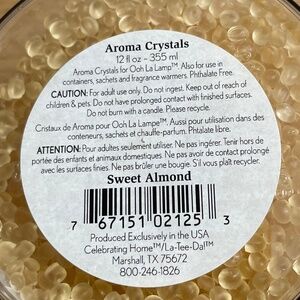 Aroma Crystals
12 fl oz - 355 ml
Aroma Crystals for Ooh La Lamp™. Also for use in
containers, sachets and fragrance warmers. Phthalate Free.
CAUTION: For adult use only. Do not ingest. Keep out of reach of
children & pets. Do not have prolonged contact with finished surfaces.
Do not burn with a candle. Please recycle.
Cristaux de Aroma pour Ooh La Lampe™. Aussi pour utilisation dans des
conteneurs, sachets et chauffe-parfum. Phtalate libre.
ATTENTION: Pour adultes seulement utiliser. Ne pas ingérer. Tenir hors de
portée des enfants et animaux domestiques. Ne pas avoir de contact prolongé
avec les surfaces finies. Ne pas brûler une bougie. S'il vous plaît recycler.
Sweet Almond
7 67151 02125 3
Produced Exclusively in the USA
Celebrating Home™/La-Tee-Da!™
Marshall, TX 75672
800-246-1826